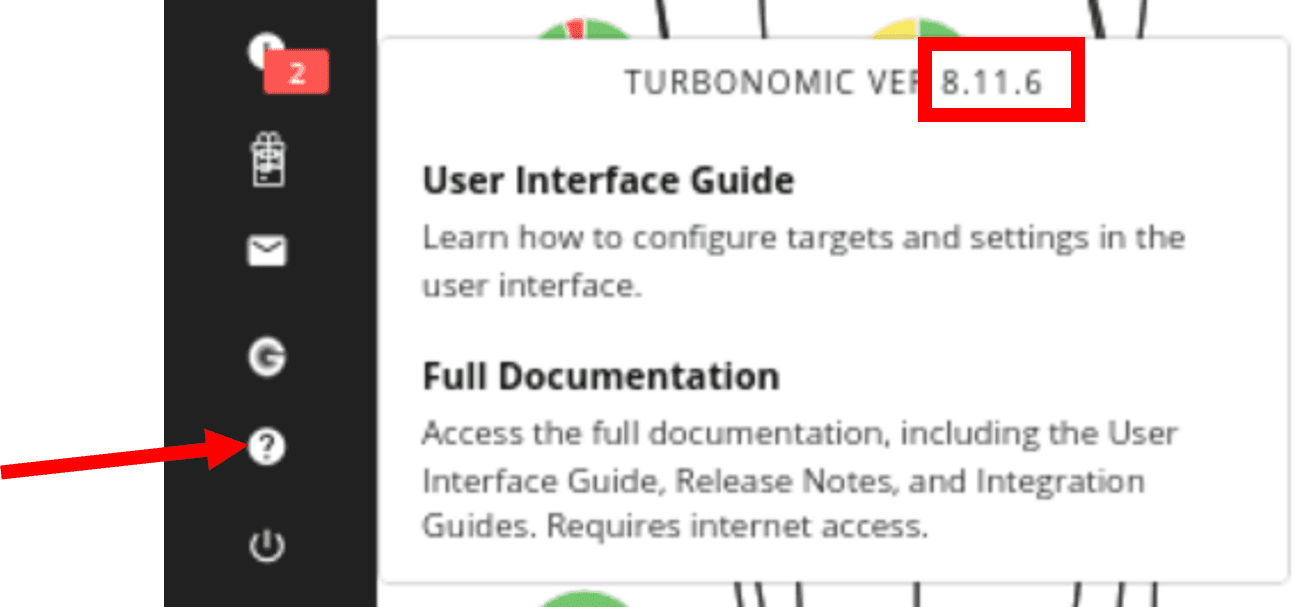 2
TURBONOMIC VER 8.11.6
User Interface Guide
Learn how to configure targets and settings in the
user interface.
Full Documentation
Access the full documentation, including the User
Interface Guide, Release Notes, and Integration
Guides. Requires internet access.